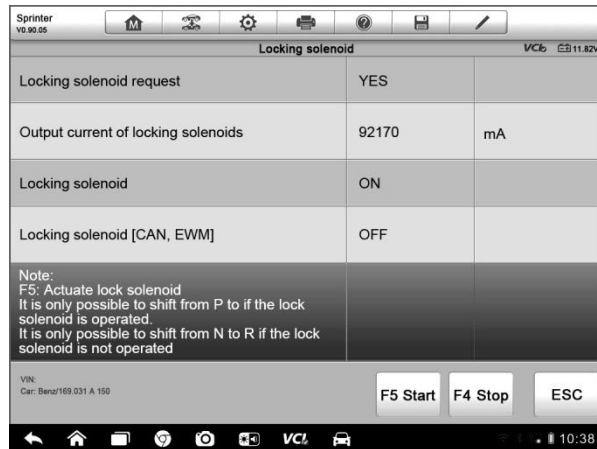 Sprinter
V0.90.05
Locking solenoid
VCI 11.82V
Locking solenoid request YES
Output current of locking solenoids 92170 mA
Locking solenoid ON
Locking solenoid [CAN, EWM] OFF
Note:
F5: Actuate lock solenoid
It is only possible to shift from P to if the lock
solenoid is operated.
It is only possible to shift from N to R if the lock
solenoid is not operated
VIN:
Car: Benz/169.031 A 150
F5 Start F4 Stop ESC
VCI 10:38